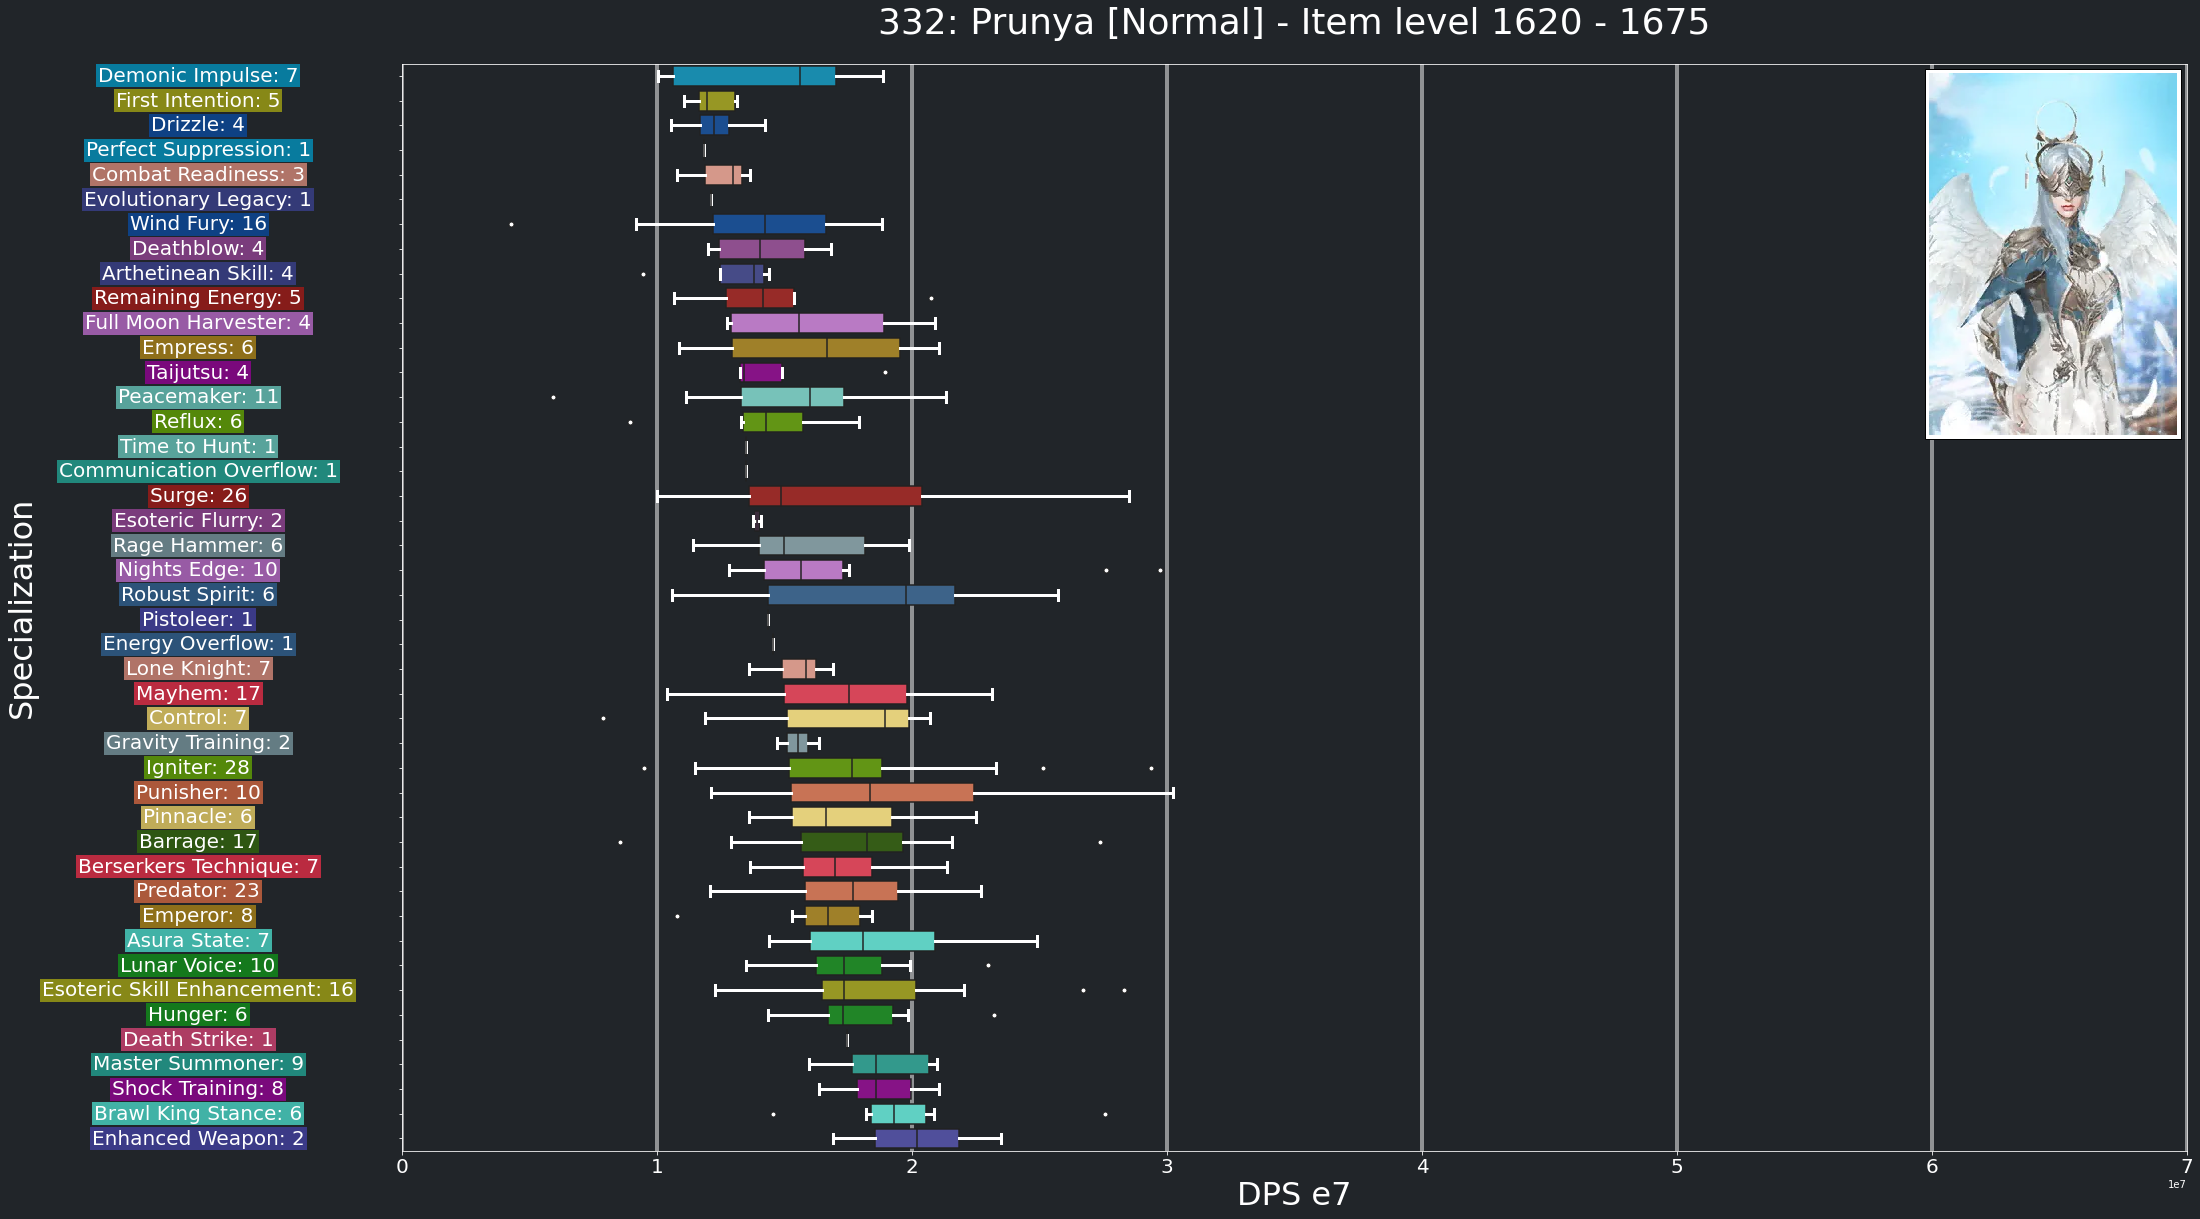 332: Prunya [Normal] - Item level 1620 - 1675
Demonic Impulse: 7
First Intention: 5
Drizzle: 4
Perfect Suppression: 1
Combat Readiness: 3
Evolutionary Legacy: 1
Wind Fury: 16
Deathblow: 4
Arthetinean Skill: 4
Remaining Energy: 5
Full Moon Harvester: 4
Empress: 6
Taijutsu: 4
Peacemaker: 11
Reflux: 6
Time to Hunt: 1
Communication Overflow: 1
Surge: 26
Esoteric Flurry: 2
Rage Hammer: 6
Nights Edge: 10
Robust Spirit: 6
Pistoleer: 1
Energy Overflow: 1
Lone Knight: 7
Mayhem: 17
Control: 7
Gravity Training: 2
Igniter: 28
Punisher: 10
Pinnacle: 6
Barrage: 17
Berserkers Technique: 7
Predator: 23
Emperor: 8
Asura State: 7
Lunar Voice: 10
Esoteric Skill Enhancement: 16
Hunger: 6
Death Strike: 1
Master Summoner: 9
Shock Training: 8
Brawl King Stance: 6
Enhanced Weapon: 2
Specialization
0 1 2 3 4 5 6 7
1e7
DPS e7